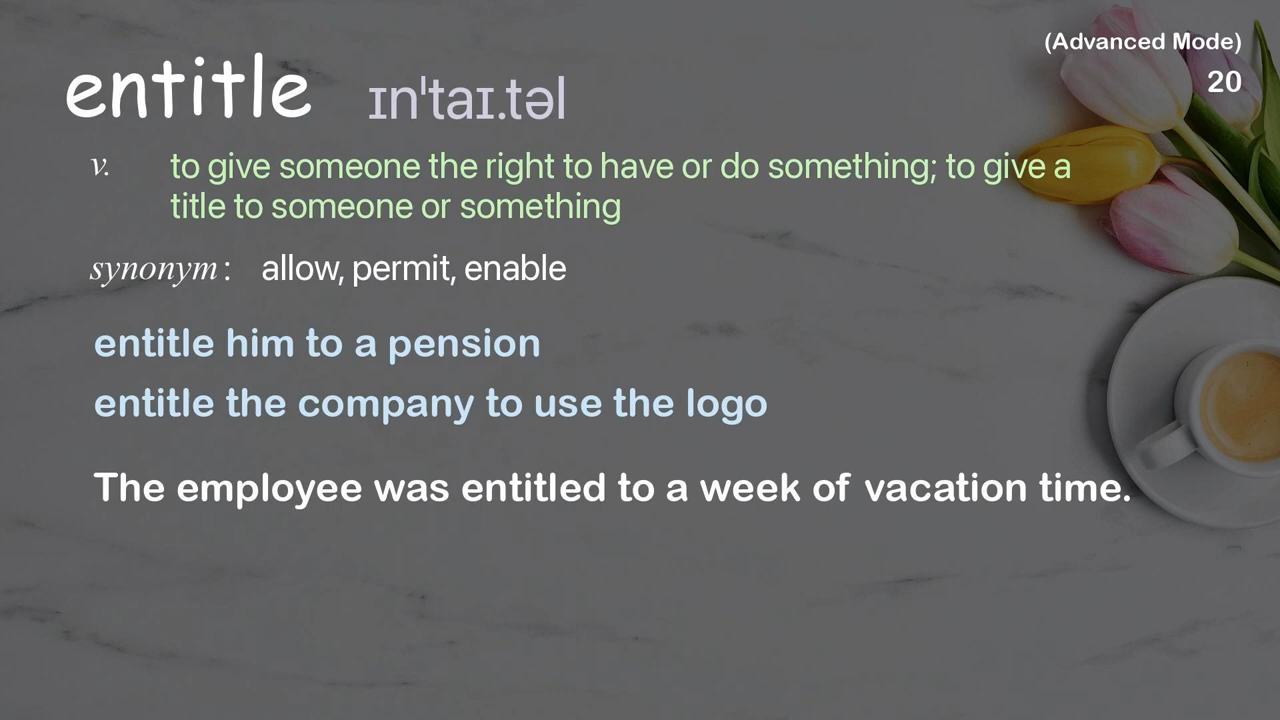 (Advanced Mode)
20
entitle ɪnˈtaɪ.təl
v. to give someone the right to have or do something; to give a
title to someone or something
synonym: allow, permit, enable
entitle him to a pension
entitle the company to use the logo
The employee was entitled to a week of vacation time.